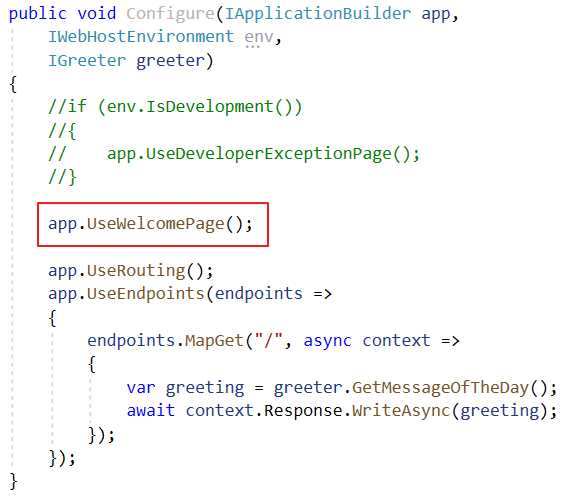 public void Configure(IApplicationBuilder app,
    IWebHostEnvironment env,
    IGreeter greeter)
{
    //if (env.IsDevelopment())
    //{
    //    app.UseDeveloperExceptionPage();
    //}
    app.UseWelcomePage();
    app.UseRouting();
    app.UseEndpoints(endpoints =>
    {
        endpoints.MapGet("/", async context =>
        {
            var greeting = greeter.GetMessageOfTheDay();
            await context.Response.WriteAsync(greeting);
        });
    });
}